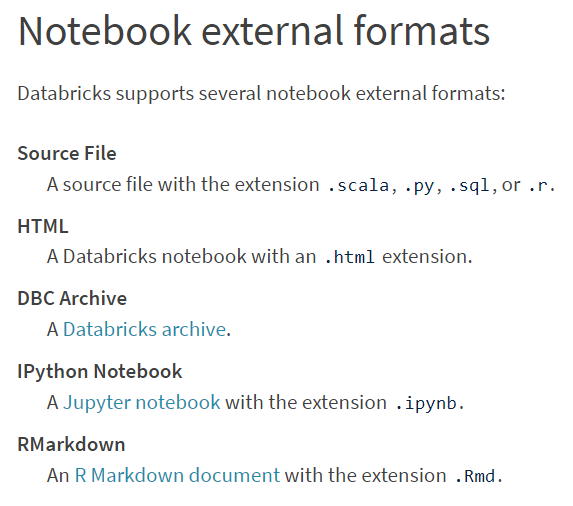 Notebook external formats
Databricks supports several notebook external formats:
Source File
A source file with the extension .scala, .py, .sql, or .r.
HTML
A Databricks notebook with an .html extension.
DBC Archive
A Databricks archive.
IPython Notebook
A Jupyter notebook with the extension .ipynb.
RMarkdown
An R Markdown document with the extension .Rmd.